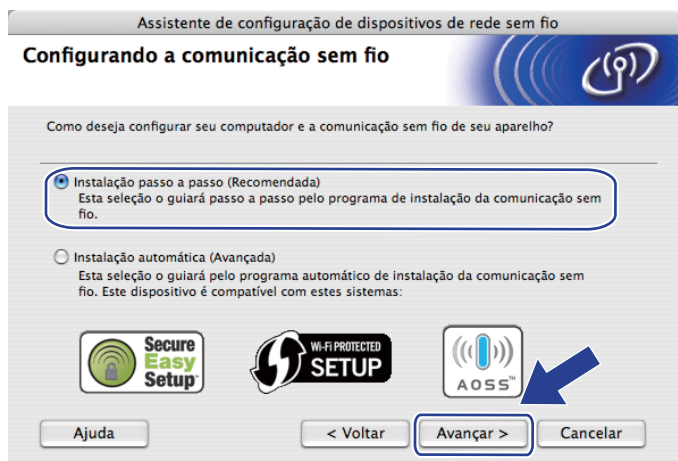 Assistente de configuração de dispositivos de rede sem fio
Configurando a comunicação sem fio
Como deseja configurar seu computador e a comunicação sem fio de seu aparelho?
Instalação passo a passo (Recomendada)
Esta seleção o guiará passo a passo pelo programa de instalação da comunicação sem
fio.
Instalação automática (Avançada)
Esta seleção o guiará pelo programa automático de instalação da comunicação sem
fio. Este dispositivo é compatível com estes sistemas:
Secure
Easy
Setup™
Wi-Fi PROTECTED
SETUP
AOSS™
Ajuda
< Voltar
Avançar >
Cancelar